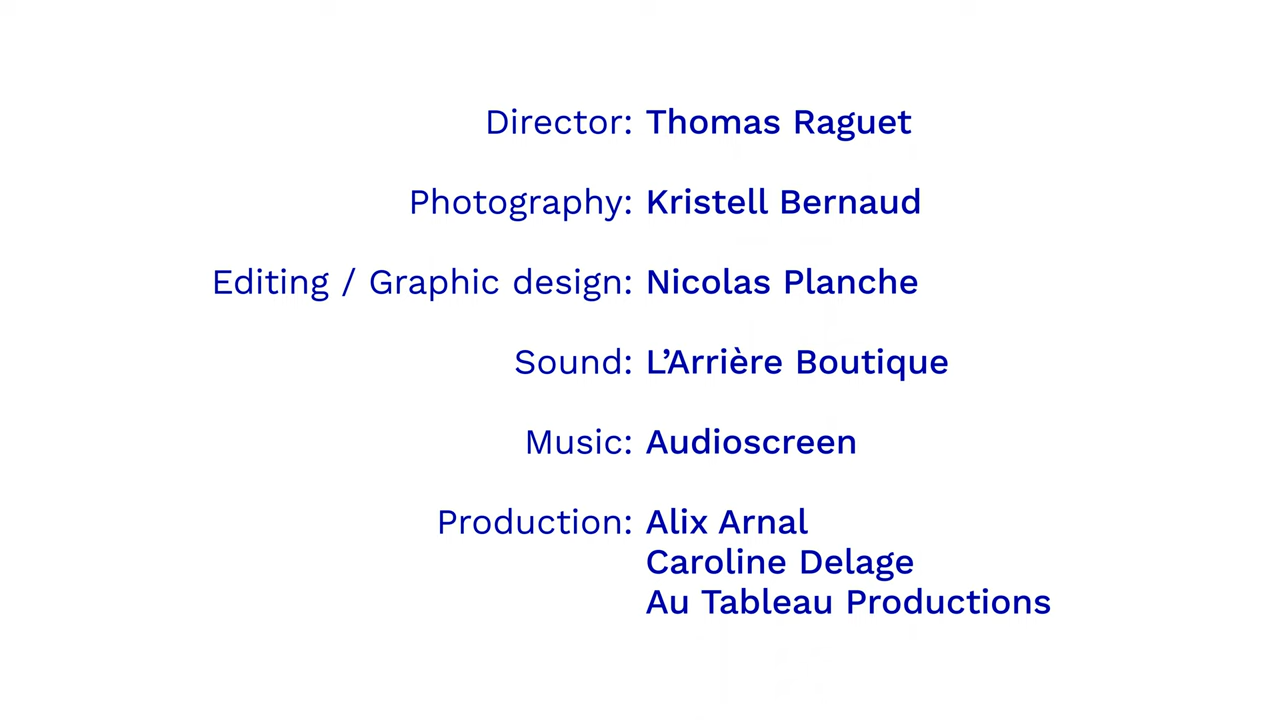 Director: Thomas Raguet
Photography: Kristell Bernaud
Editing / Graphic design: Nicolas Planche
Sound: L’Arrière Boutique
Music: Audioscreen
Production: Alix Arnal
Caroline Delage
Au Tableau Productions